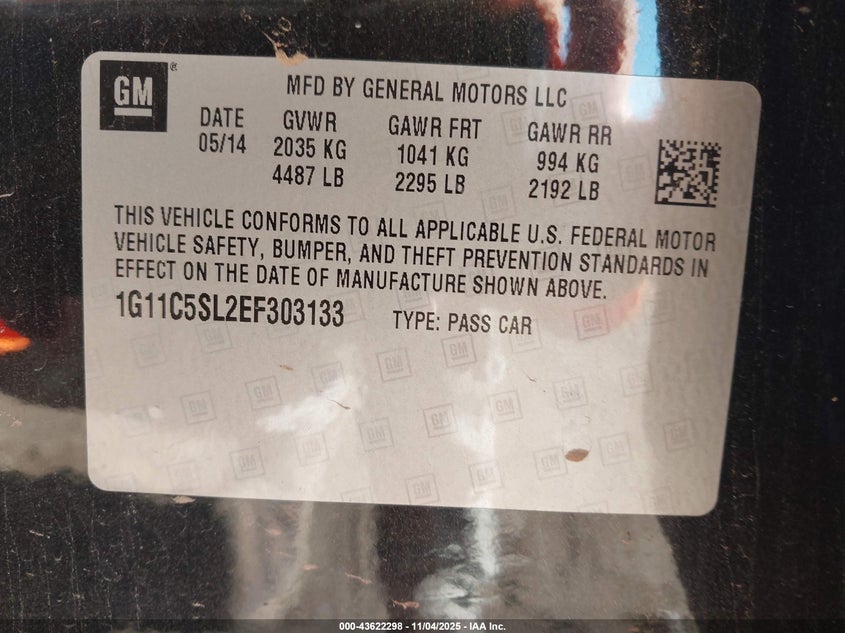 GM ®
MFD BY GENERAL MOTORS LLC
DATE GVWR GAWR FRT GAWR RR
05/14 2035 KG 1041 KG 994 KG
4487 LB 2295 LB 2192 LB
THIS VEHICLE CONFORMS TO ALL APPLICABLE U.S. FEDERAL MOTOR
VEHICLE SAFETY, BUMPER, AND THEFT PREVENTION STANDARDS IN
EFFECT ON THE DATE OF MANUFACTURE SHOWN ABOVE.
1G11C5SL2EF303133 TYPE: PASS CAR
000-43622298 - 11/04/2025 - IAA Inc.